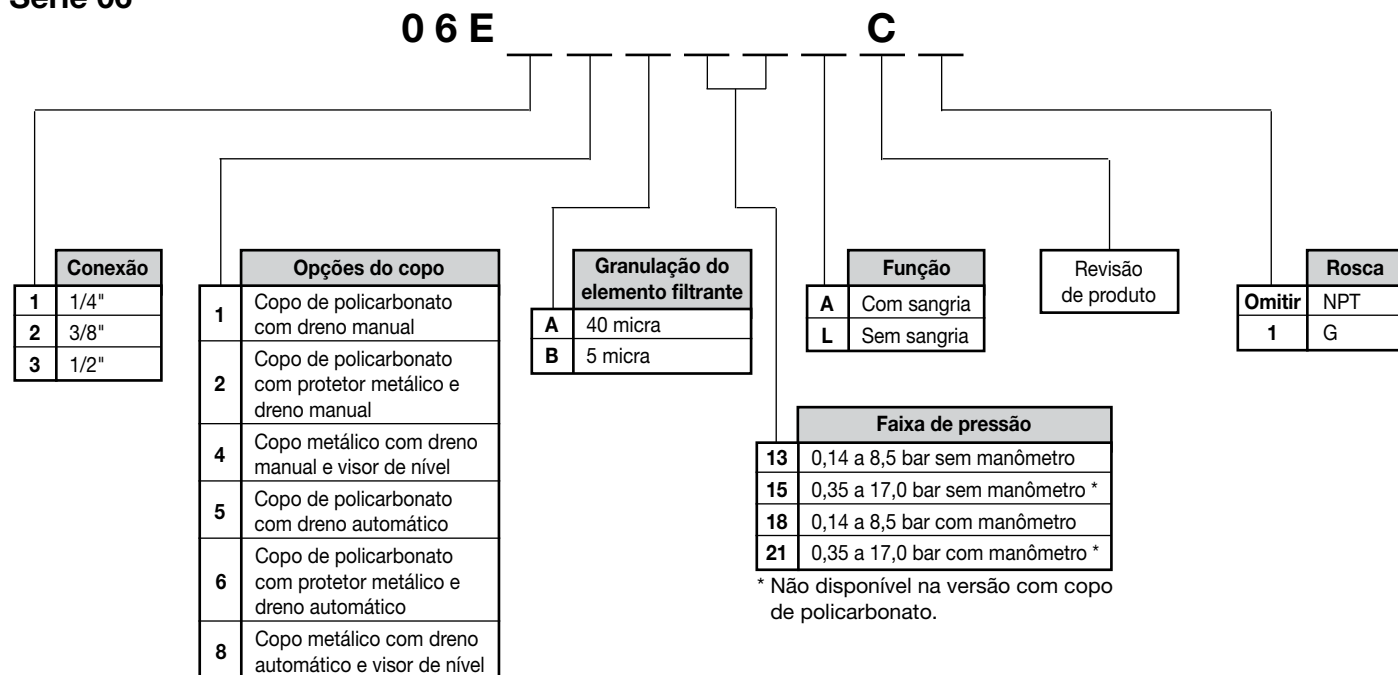 Série 06
0 6 E C
Conexão
1 1/4"
2 3/8"
3 1/2"
Opções do copo
1 Copo de policarbonato
com dreno manual
2 Copo de policarbonato
com protetor metálico e
dreno manual
4 Copo metálico com dreno
manual e visor de nível
5 Copo de policarbonato
com dreno automático
6 Copo de policarbonato
com protetor metálico e
dreno automático
8 Copo metálico com dreno
automático e visor de nível
Granulação do
elemento filtrante
A 40 micra
B 5 micra
Função
A Com sangria
L Sem sangria
Revisão
de produto
Rosca
Omitir NPT
1 G
Faixa de pressão
13 0,14 a 8,5 bar sem manômetro
15 0,35 a 17,0 bar sem manômetro *
18 0,14 a 8,5 bar com manômetro
21 0,35 a 17,0 bar com manômetro *
* Não disponível na versão com copo
de policarbonato.